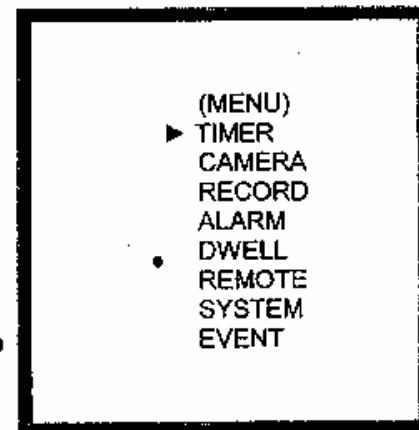 (MENU)
► TIMER
CAMERA
RECORD
ALARM
DWELL
REMOTE
SYSTEM
EVENT